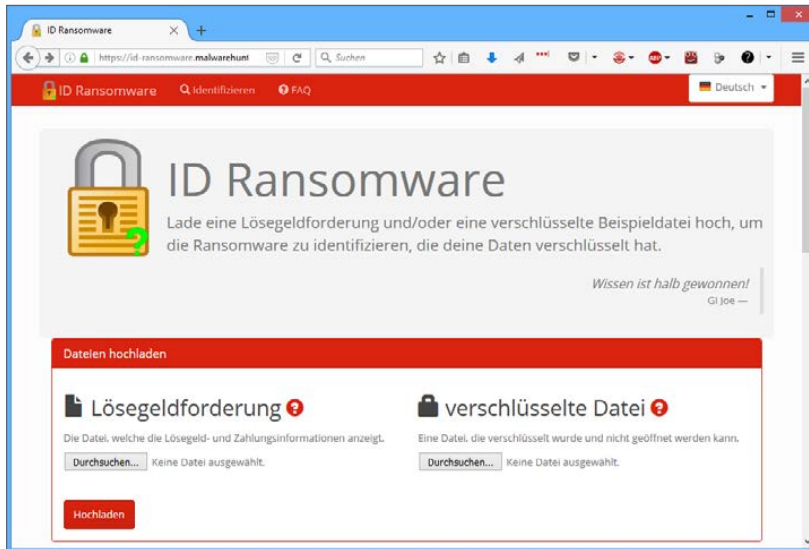 ID Ransomware
https://id-ransomware.malwarehunt
Suchen
ID Ransomware Identifizieren FAQ
Deutsch
ID Ransomware
Lade eine Lösegeldforderung und/oder eine verschlüsselte Beispieldatei hoch, um
die Ransomware zu identifizieren, die deine Daten verschlüsselt hat.
Wissen ist halb gewonnen!
GI Joe —
Dateien hochladen
Lösegeldforderung ?
Die Datei, welche die Lösegeld- und Zahlungsinformationen anzeigt.
Durchsuchen... Keine Datei ausgewählt.
verschlüsselte Datei ?
Eine Datei, die verschlüsselt wurde und nicht geöffnet werden kann.
Durchsuchen... Keine Datei ausgewählt.
Hochladen